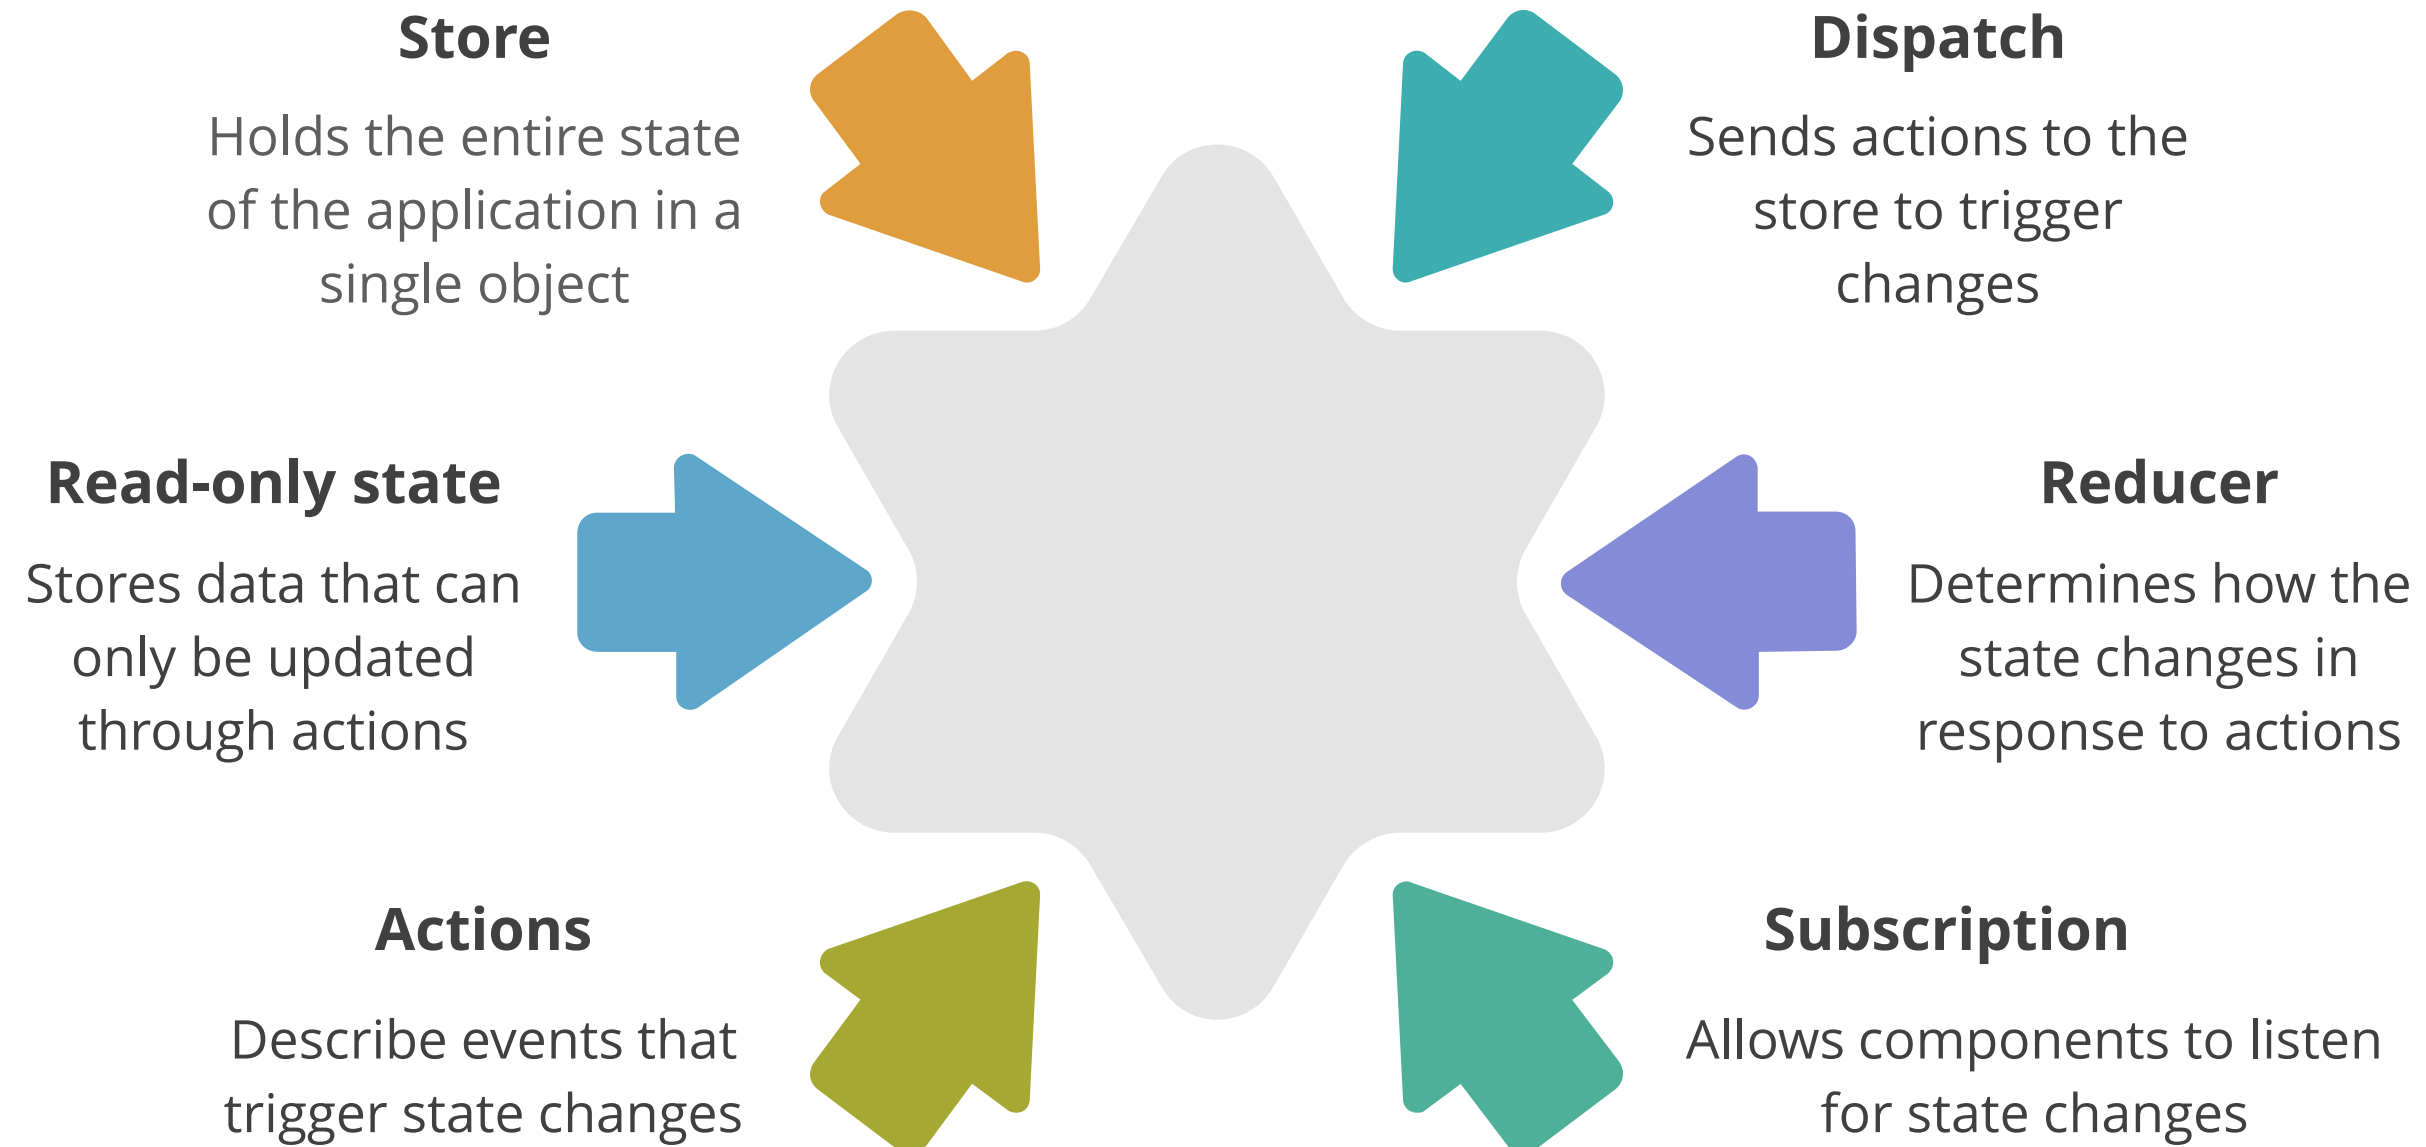 Store
Holds the entire state
of the application in a
single object
Dispatch
Sends actions to the
store to trigger
changes
Read-only state
Stores data that can
only be updated
through actions
Reducer
Determines how the
state changes in
response to actions
Actions
Describe events that
trigger state changes
Subscription
Allows components to listen
for state changes